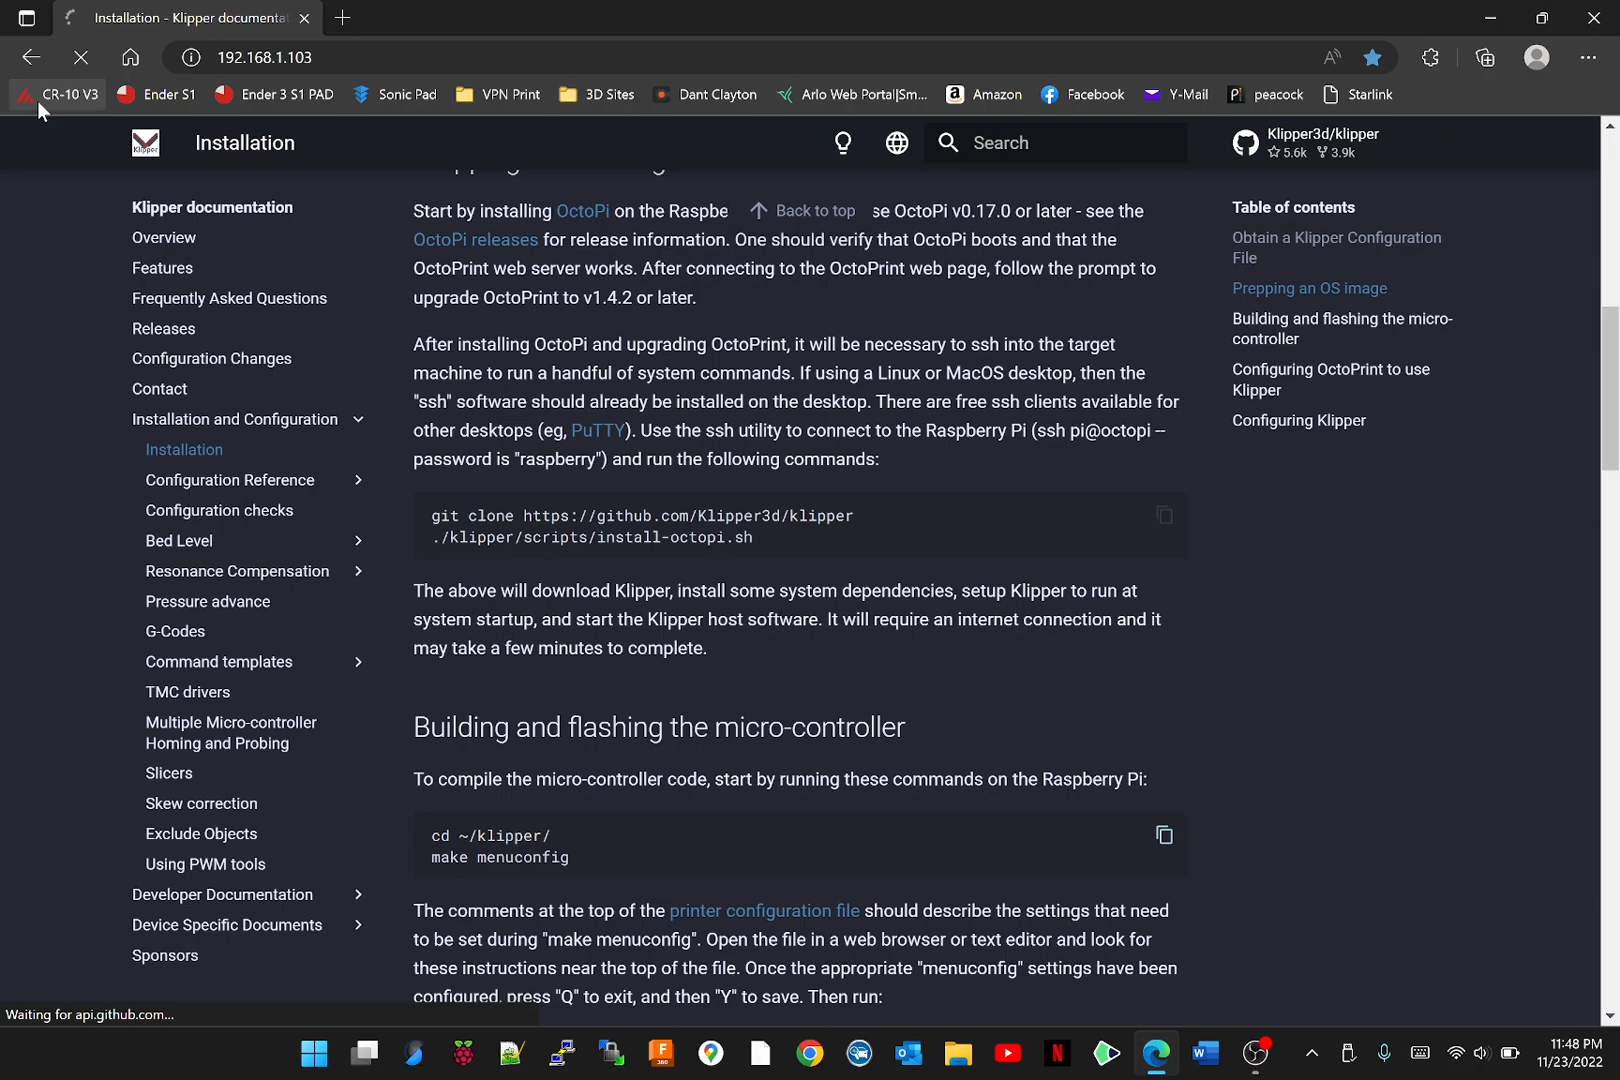 Installation - Klipper documentat
192.168.1.103
CR-10 V3
Ender S1
Ender 3 S1 PAD
Sonic Pad
VPN Print
3D Sites
Dant Clayton
Arlo Web Portal|Sm...
Amazon
Facebook
Y-Mail
peacock
Starlink
Klipper
Installation
Search
Klipper3d/klipper
5.6k 3.9k
Klipper documentation
Overview
Features
Frequently Asked Questions
Releases
Configuration Changes
Contact
Installation and Configuration
Installation
Configuration Reference
Configuration checks
Bed Level
Resonance Compensation
Pressure advance
G-Codes
Command templates
TMC drivers
Multiple Micro-controller
Homing and Probing
Slicers
Skew correction
Exclude Objects
Using PWM tools
Developer Documentation
Device Specific Documents
Sponsors
Back to top
Start by installing OctoPi on the Raspbe se OctoPi v0.17.0 or later - see the
OctoPi releases for release information. One should verify that OctoPi boots and that the
OctoPrint web server works. After connecting to the OctoPrint web page, follow the prompt to
upgrade OctoPrint to v1.4.2 or later.
After installing OctoPi and upgrading OctoPrint, it will be necessary to ssh into the target
machine to run a handful of system commands. If using a Linux or MacOS desktop, then the
"ssh" software should already be installed on the desktop. There are free ssh clients available for
other desktops (eg, PuTTY). Use the ssh utility to connect to the Raspberry Pi (ssh pi@octopi --
password is "raspberry") and run the following commands:
git clone https://github.com/Klipper3d/klipper
./klipper/scripts/install-octopi.sh
The above will download Klipper, install some system dependencies, setup Klipper to run at
system startup, and start the Klipper host software. It will require an internet connection and it
may take a few minutes to complete.
Building and flashing the micro-controller
To compile the micro-controller code, start by running these commands on the Raspberry Pi:
cd ~/klipper/
make menuconfig
The comments at the top of the printer configuration file should describe the settings that need
to be set during "make menuconfig". Open the file in a web browser or text editor and look for
these instructions near the top of the file. Once the appropriate "menuconfig" settings have been
configured, press "Q" to exit, and then "Y" to save. Then run:
Table of contents
Obtain a Klipper Configuration
File
Prepping an OS image
Building and flashing the micro-
controller
Configuring OctoPrint to use
Klipper
Configuring Klipper
Waiting for api.github.com...
11:48 PM
11/23/2022